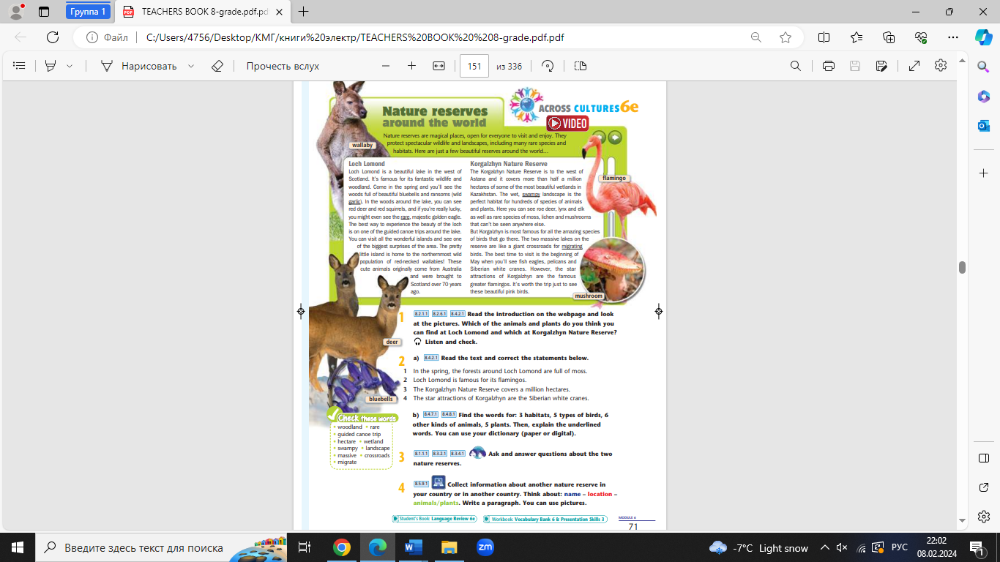 Группа 1
TEACHERS BOOK 8-grade.pdf.pd
Файл
C:/Users/4756/Desktop/КМГ/книги%20электр/TEACHERS%20BOOK%20%208-grade.pdf.pdf
Нарисовать
Прочесть вслух
151
из 336
Nature reserves
around the world
ACROSS CULTURES 6e
VIDEO
Nature reserves are magical places, open for everyone to visit and enjoy. They
protect spectacular wildlife and landscapes, including many rare species and
habitats. Here are just a few beautiful reserves around the world...
wallaby
Loch Lomond
Loch Lomond is a beautiful lake in the west of
Scotland. It's famous for its fantastic wildlife and
woodland. Come in the spring and you'll see the
woods full of beautiful bluebells and ransoms (wild
garlic). In the woods around the lake, you can see
red deer and red squirrels, and if you're really lucky,
you might even see the rare, majestic golden eagle.
The best way to experience the beauty of the loch
is on one of the guided canoe trips around the lake.
You can visit all the wonderful islands and see one
of the biggest surprises of the area. The pretty
little island is home to the northernmost wild
population of red-necked wallabies! These
cute animals originally come from Australia
and were brought to
Scotland over 70 years
ago.
Korgalzhyn Nature Reserve
The Korgalzhyn Nature Reserve is to the west of
Astana and it covers more than half a million
hectares of some of the most beautiful wetlands in
Kazakhstan. The wet, swampy landscape is the
perfect habitat for hundreds of species of animals
and plants. Here you can see roe deer, lynx and elk
as well as rare species of moss, lichen and mushrooms
that can't be seen anywhere else.
But Korgalzhyn is most famous for all the amazing species
of birds that go there. The two massive lakes on the
reserve are like a giant crossroads for migrating
birds. The best time to visit is the beginning of
May when you'll see fish eagles, pelicans and
Siberian white cranes. However, the star
attractions of Korgalzhyn are the famous
greater flamingos. It's worth the trip just to see
these beautiful pink birds.
flamingo
mushroom
deer
bluebells
1 8.2.1.1 8.2.6.1 8.4.2.1 Read the introduction on the webpage and look
at the pictures. Which of the animals and plants do you think you
can find at Loch Lomond and which at Korgalzhyn Nature Reserve?
Listen and check.
2 a) 8.4.2.1 Read the text and correct the statements below.
1 In the spring, the forests around Loch Lomond are full of moss.
2 Loch Lomond is famous for its flamingos.
3 The Korgalzhyn Nature Reserve covers a million hectares.
4 The star attractions of Korgalzhyn are the Siberian white cranes.
b) 8.4.7.1 8.4.8.1 Find the words for: 3 habitats, 5 types of birds, 6
other kinds of animals, 5 plants. Then, explain the underlined
words. You can use your dictionary (paper or digital).
Check these words
• woodland • rare
• guided canoe trip
• hectare • wetland
• swampy • landscape
• massive • crossroads
• migrate
3 8.1.1.1 8.3.2.1 8.3.4.1 Ask and answer questions about the two
nature reserves.
4 8.5.9.1 Collect information about another nature reserve in
your country or in another country. Think about: name – location –
animals/plants. Write a paragraph. You can use pictures.
Student's Book: Language Review 6e
Workbook: Vocabulary Bank 6 & Presentation Skills 3
MODULE 6
71
Введите здесь текст для поиска
zm
-7°C Light snow
РУС
22:02
08.02.2024
1